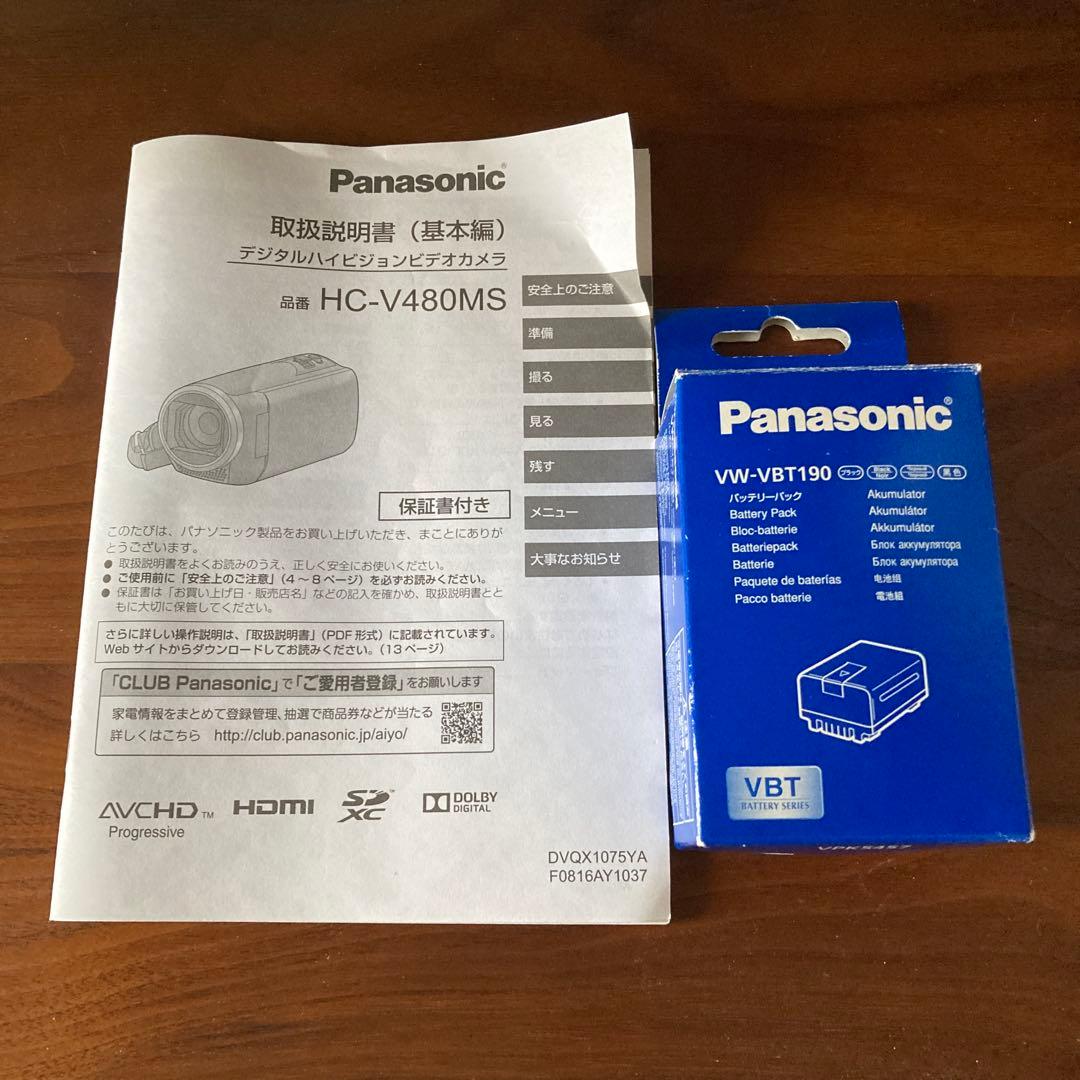 Panasonic®
取扱説明書（基本編）
デジタルハイビジョンビデオカメラ
品番 HC-V480MS
保証書付き
このたびは、パナソニック製品をお買い上げいただき、まことにありが
とうございます。
● 取扱説明書をよくお読みのうえ、正しく安全にお使いください。
● ご使用前に「安全上のご注意」（4～8ページ）を必ずお読みください。
● 保証書は「お買い上げ日・販売店名」などの記入を確かめ、取扱説明書とと
もに大切に保管してください。
さらに詳しい操作説明は、「取扱説明書」（PDF形式）に記載されています。
Webサイトからダウンロードしてお読みください。（13ページ）
「CLUB Panasonic」で「ご愛用者登録」をお願いします
家電情報をまとめて登録管理、抽選で商品券などが当たる
詳しくはこちら http://club.panasonic.jp/aiyo/
AVCHD™
Progressive
HDMI
SD XC™
DOLBY
DIGITAL
DVQX1075YA
F0816AY1037
安全上のご注意
準備
撮る
見る
残す
メニュー
大事なお知らせ
Panasonic®
VW-VBT190 ブラック Black Noir 黒色
バッテリーパック
Battery Pack
Bloc-batterie
Batteriepack
Batterie
Paquete de baterías
Pacco batterie
Akumulator
Akumulátor
Akkumulátor
Блок аккумулятора
Блок акумулятора
电池组
電池組
VBT
BATTERY SERIES